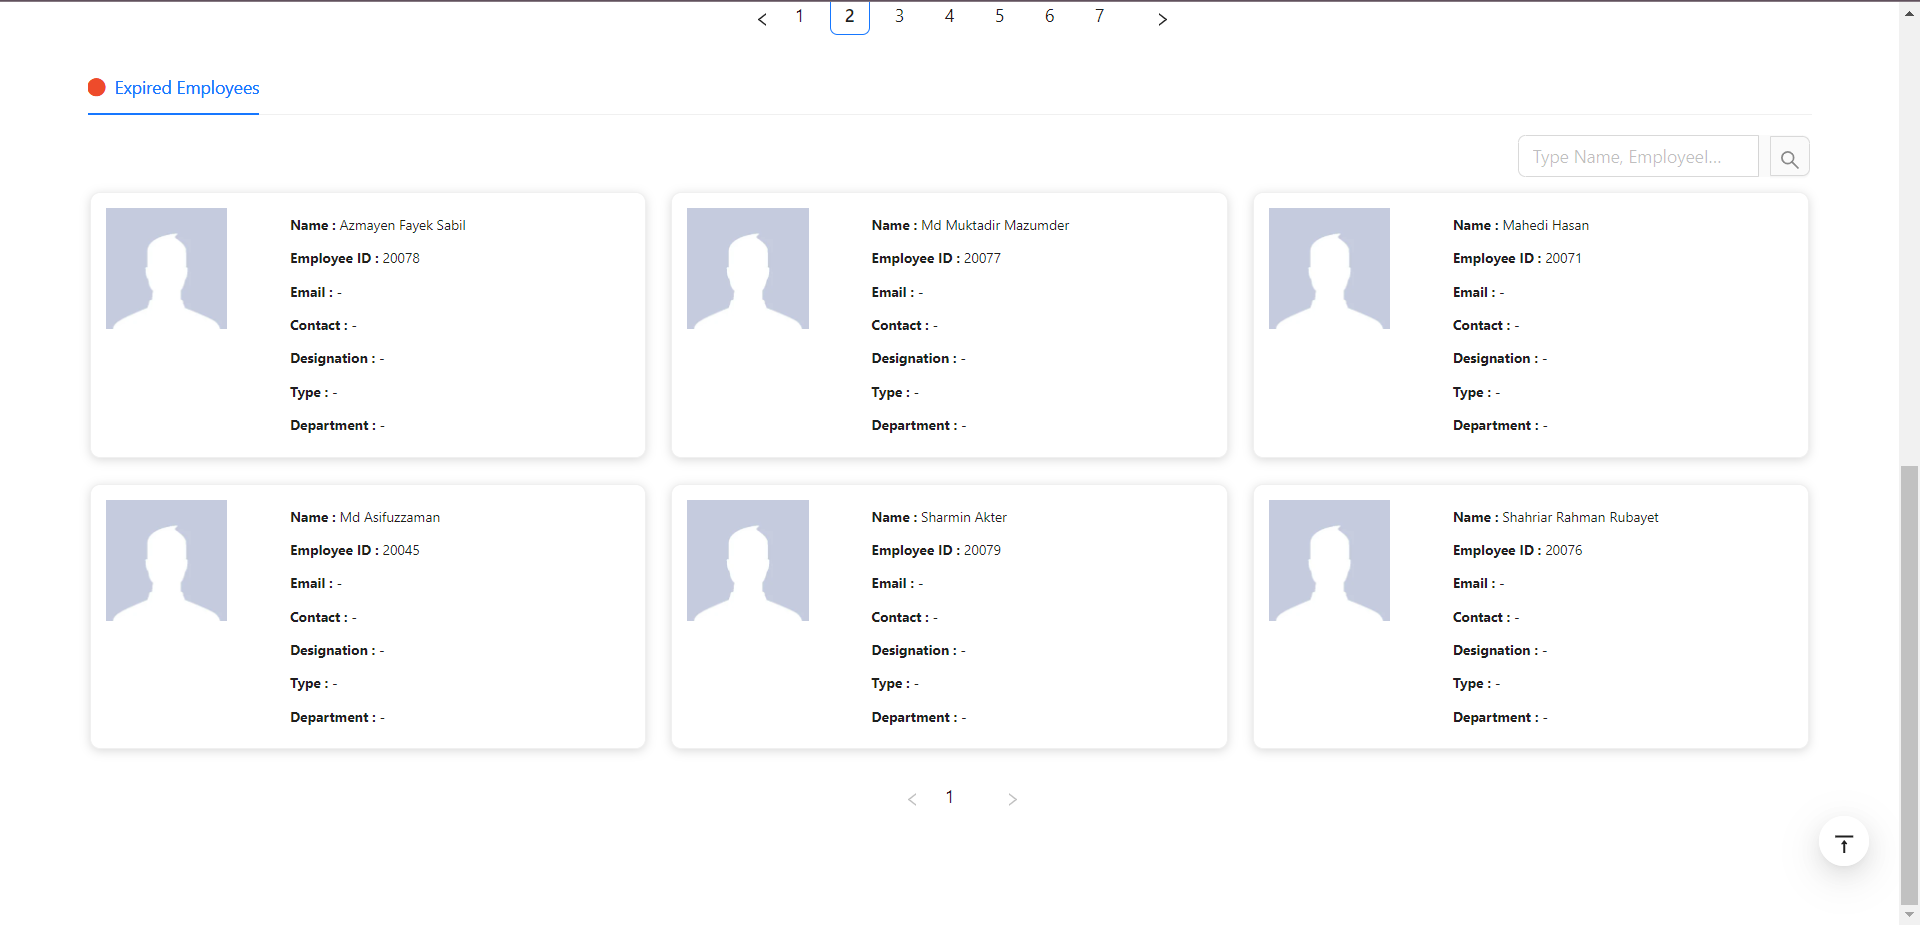 < 1 2 3 4 5 6 7 >
Expired Employees
Type Name, EmployeeI...
Name : Azmayen Fayek Sabil
Employee ID : 20078
Email : -
Contact : -
Designation : -
Type : -
Department : -
Name : Md Muktadir Mazumder
Employee ID : 20077
Email : -
Contact : -
Designation : -
Type : -
Department : -
Name : Mahedi Hasan
Employee ID : 20071
Email : -
Contact : -
Designation : -
Type : -
Department : -
Name : Md Asifuzzaman
Employee ID : 20045
Email : -
Contact : -
Designation : -
Type : -
Department : -
Name : Sharmin Akter
Employee ID : 20079
Email : -
Contact : -
Designation : -
Type : -
Department : -
Name : Shahriar Rahman Rubayet
Employee ID : 20076
Email : -
Contact : -
Designation : -
Type : -
Department : -
< 1 >